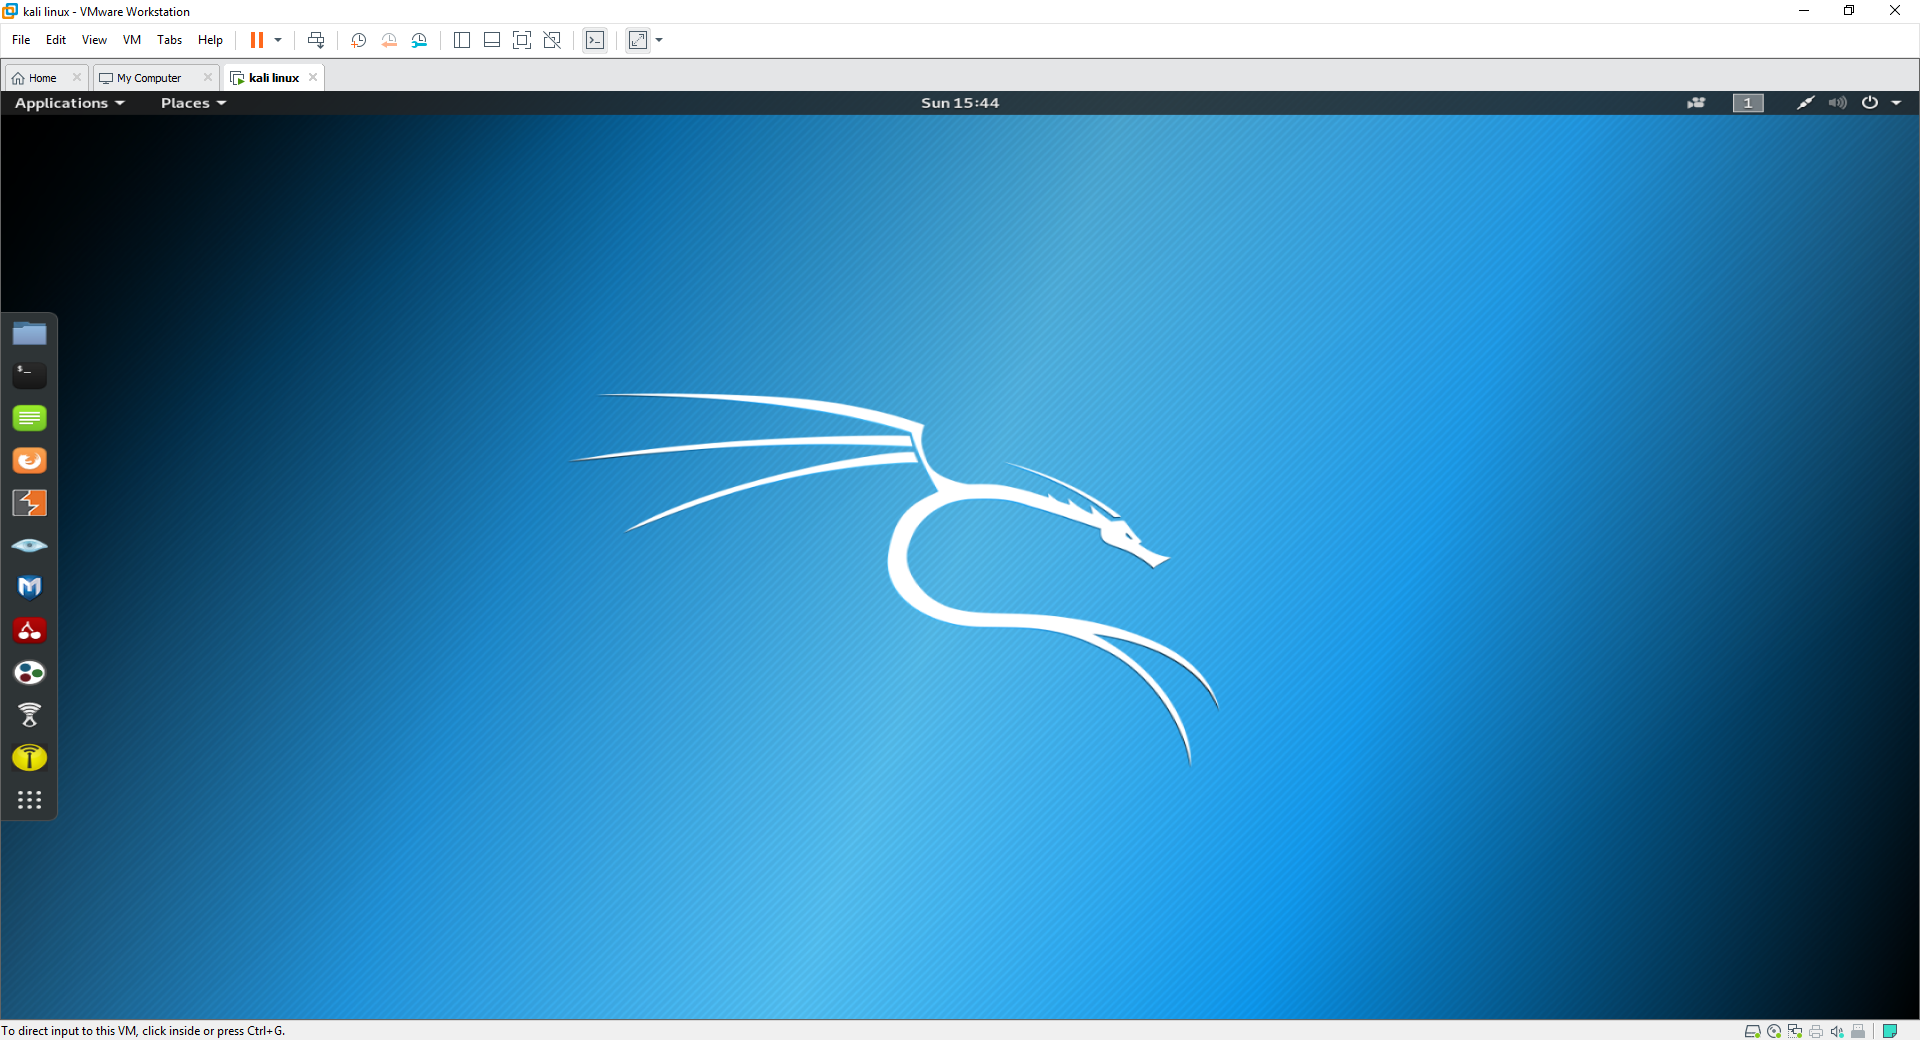 kali linux - VMware Workstation
File Edit View VM Tabs Help
Home My Computer kali linux
Applications Places Sun 15:44 1
$_
To direct input to this VM, click inside or press Ctrl+G.